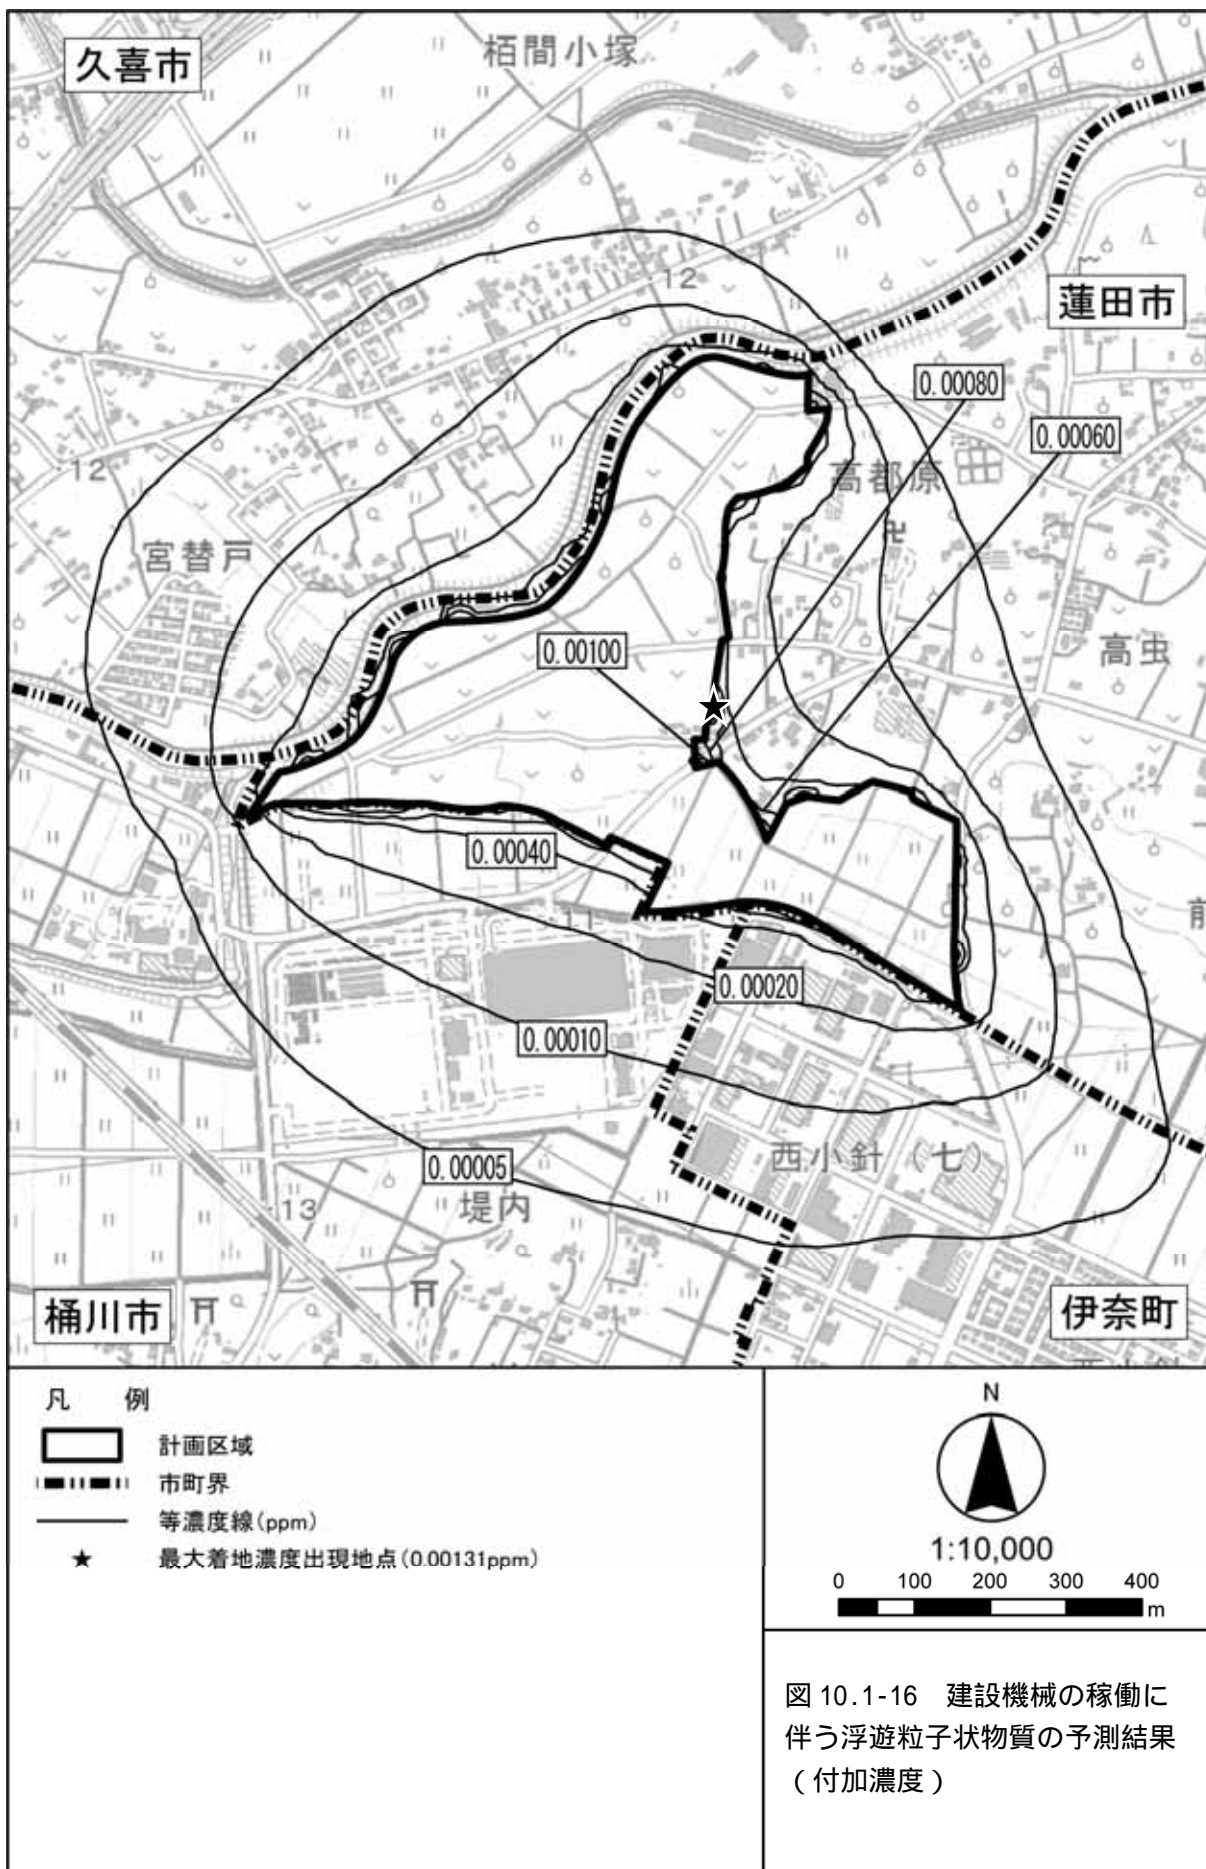 久喜市
栢間小塚
蓮田市
12
0.00080
0.00060
12
高都原
宮替戸
0.00100
高虫
0.00040
前
11
0.00020
0.00010
西小針（七）
0.00005
13
堤内
桶川市
伊奈町
凡　例
計画区域
市町界
等濃度線(ppm)
★ 最大着地濃度出現地点(0.00131ppm)
N
1:10,000
0 100 200 300 400
m
図 10.1-16　建設機械の稼働に
伴う浮遊粒子状物質の予測結果
（付加濃度）